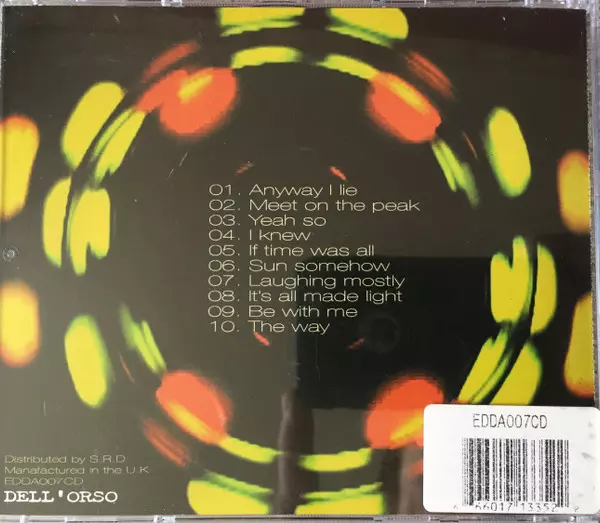 01. Anyway I lie
02. Meet on the peak
03. Yeah so
04. I knew
05. If time was all
06. Sun somehow
07. Laughing mostly
08. It's all made light
09. Be with me
10. The way
Distributed by S.R.D
Manafactured in the U.K
EDDA007CD
DELL'ORSO
EDDA007CD